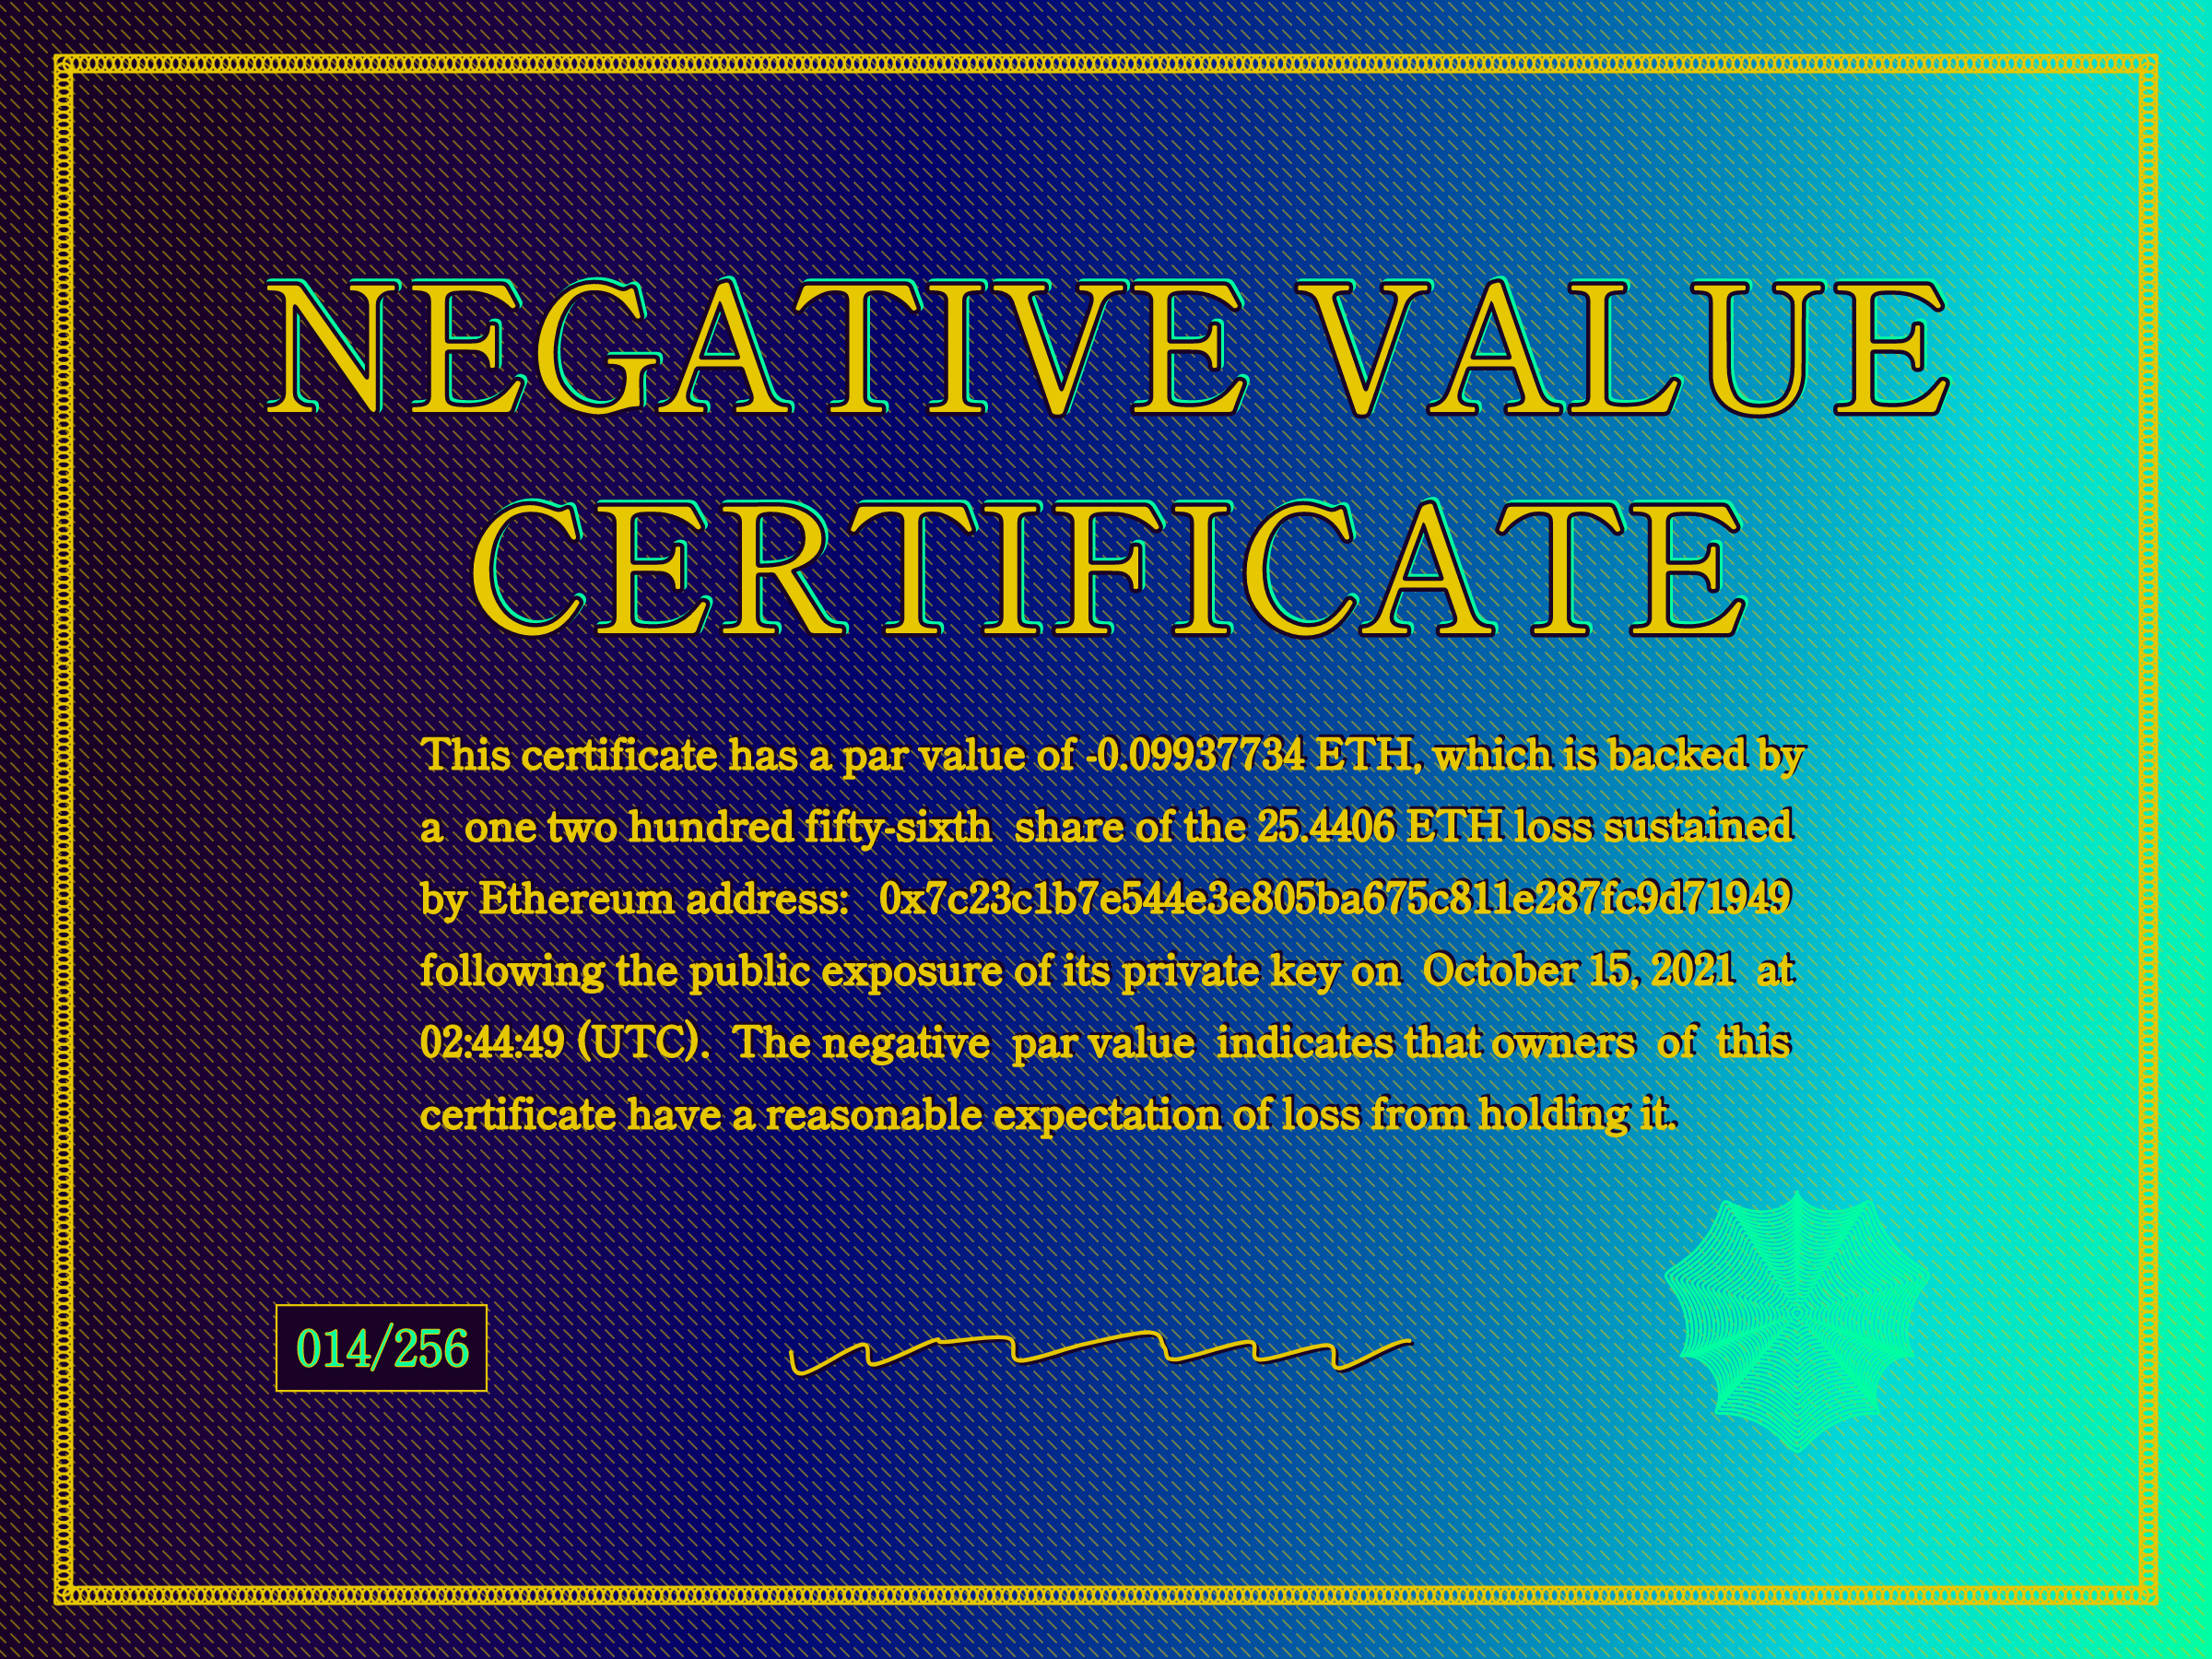 NEGATIVE VALUE
CERTIFICATE
This certificate has a par value of -0.09937734 ETH, which is backed by
a one two hundred fifty-sixth share of the 25.4406 ETH loss sustained
by Ethereum address: 0x7c23c1b7e544e3e805ba675c811e287fc9d71949
following the public exposure of its private key on October 15, 2021 at
02:44:49 (UTC). The negative par value indicates that owners of this
certificate have a reasonable expectation of loss from holding it.
014/256